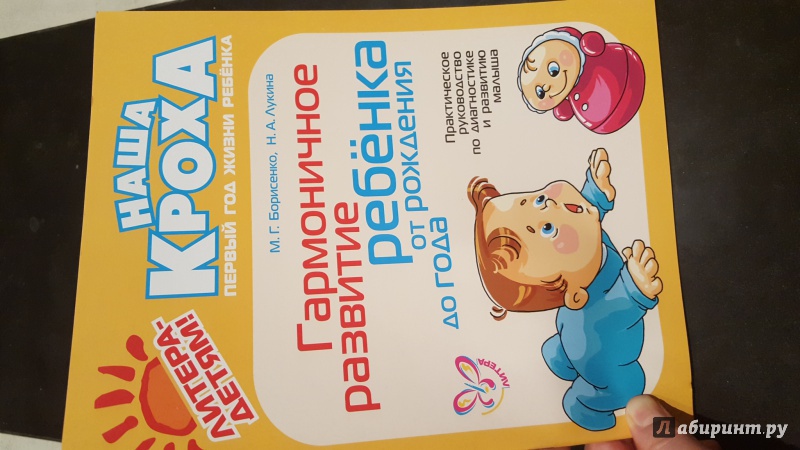 ЛИТЕРА-
ДЕТЯМ!
НАША
КРОХА
ПЕРВЫЙ ГОД ЖИЗНИ РЕБЁНКА
М. Г. Борисенко, Н. А. Лукина
Гармоничное
развитие
ребёнка
от рождения
до года
Практическое
руководство
по диагностике
и развитию
малыша
ЛИТЕРА
Лабиринт.ру